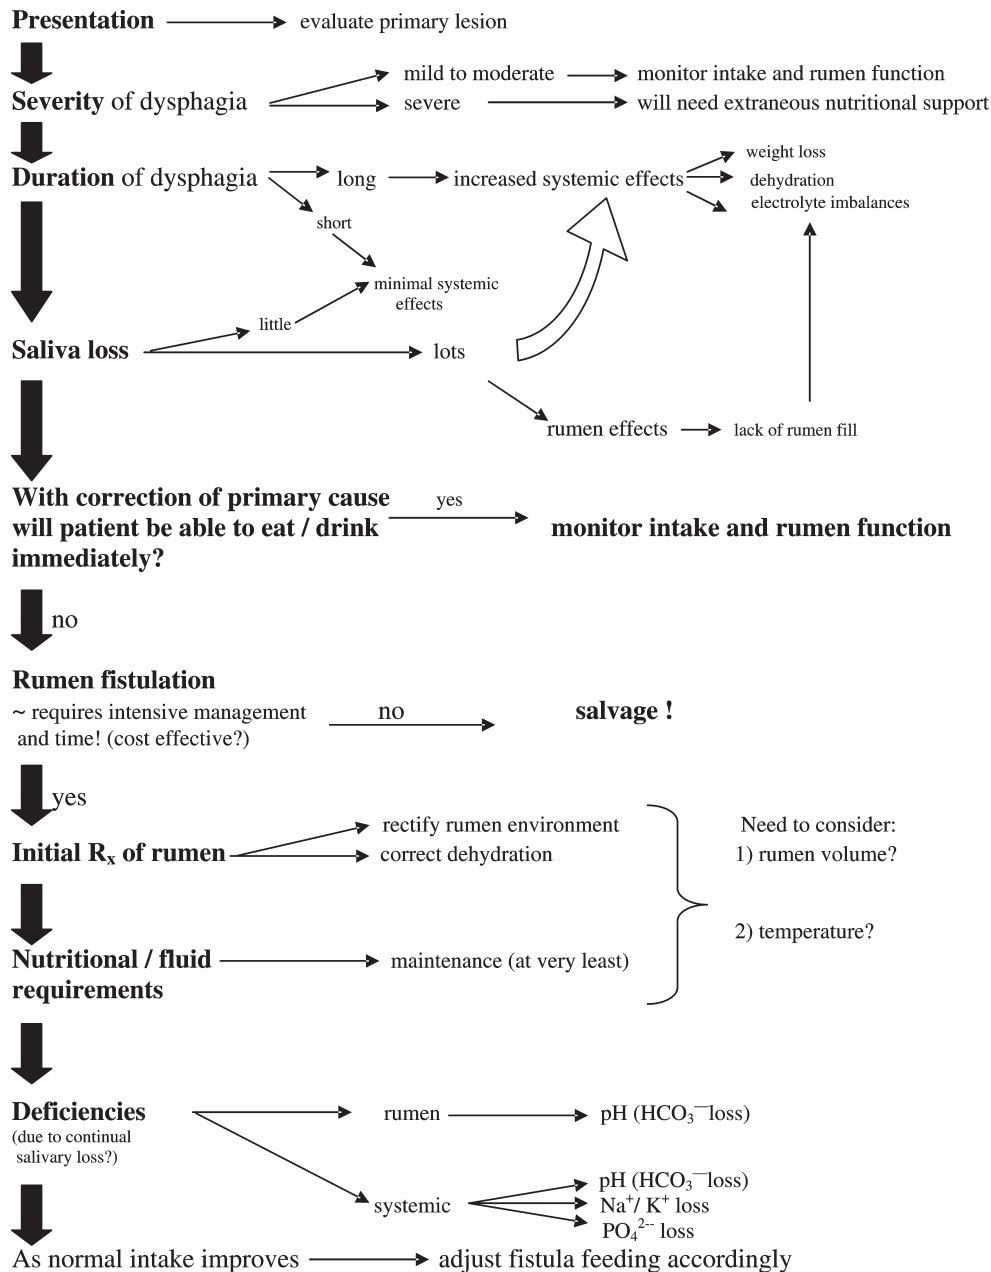 Presentation
evaluate primary lesion
mild to moderate
monitor intake and rumen function
Severity of dysphagia
severe
will need extraneous nutritional support
weight loss
Duration of dysphagia
long
increased systemic effects
dehydration
electrolyte imbalances
short
minimal systemic
effects
little
Saliva loss
lots
rumen effects
lack of rumen fill
With correction of primary cause
will patient be able to eat / drink
immediately?
yes
monitor intake and rumen function
no
Rumen fistulation
~ requires intensive management
and time! (cost effective?)
no
salvage !
yes
rectify rumen environment
Need to consider:
Initial Rx of rumen
correct dehydration
1) rumen volume?
2) temperature?
Nutritional / fluid
requirements
maintenance (at very least)
Deficiencies
(due to continual
salivary loss?)
rumen
pH (HCO₃⁻loss)
systemic
pH (HCO₃⁻loss)
Na⁺/ K⁺ loss
PO₄²⁻⁻ loss
As normal intake improves
adjust fistula feeding accordingly